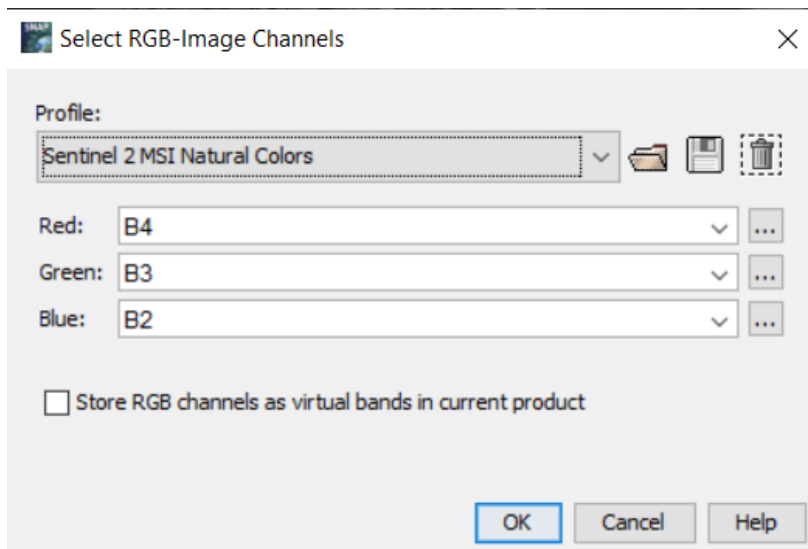 SNAP
Select RGB-Image Channels
Profile:
Sentinel 2 MSI Natural Colors
Red: B4 ...
Green: B3 ...
Blue: B2 ...
Store RGB channels as virtual bands in current product
OK Cancel Help